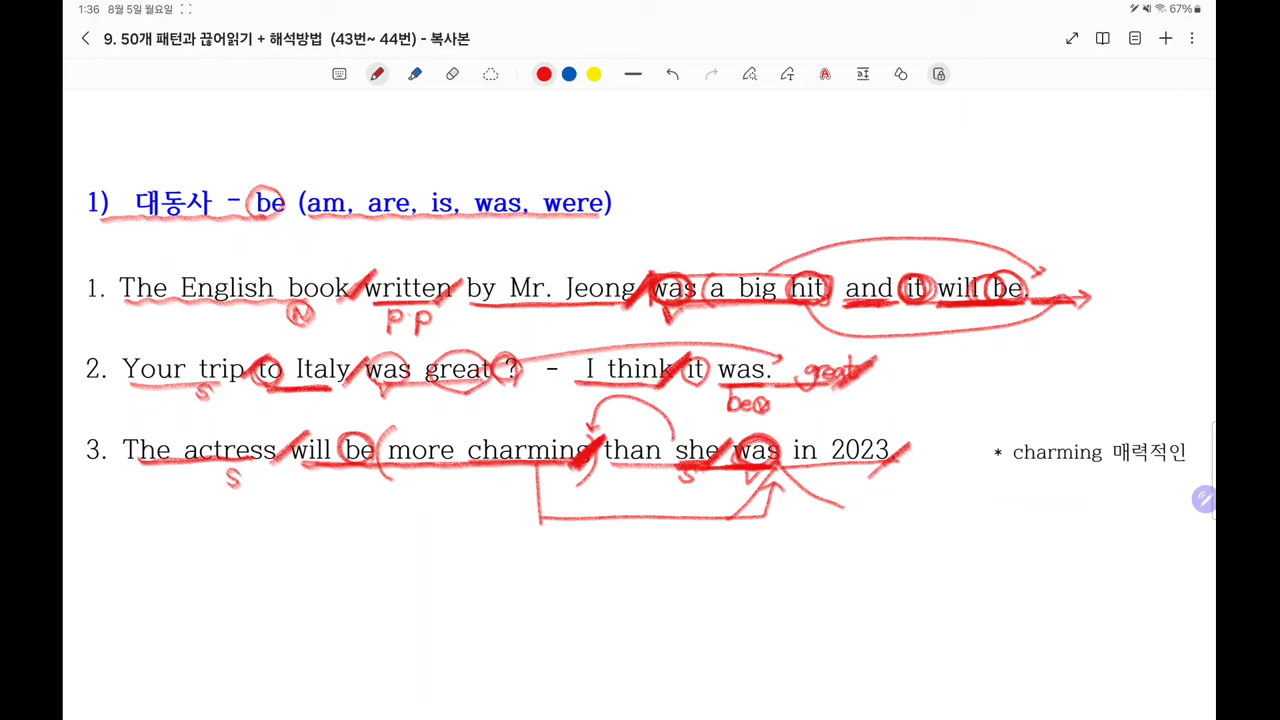 1:36 8월 5일 월요일
67%
9. 50개 패턴과 끊어읽기 + 해석방법 (43번~ 44번) - 복사본
1) 대동사 - be (am, are, is, was, were)
1. The English book written by Mr. Jeong was a big hit and it will be.
N p.p V
2. Your trip to Italy was great ? - I think it was. great
S V be V
3. The actress will be more charming than she was in 2023. * charming 매력적인
S S V